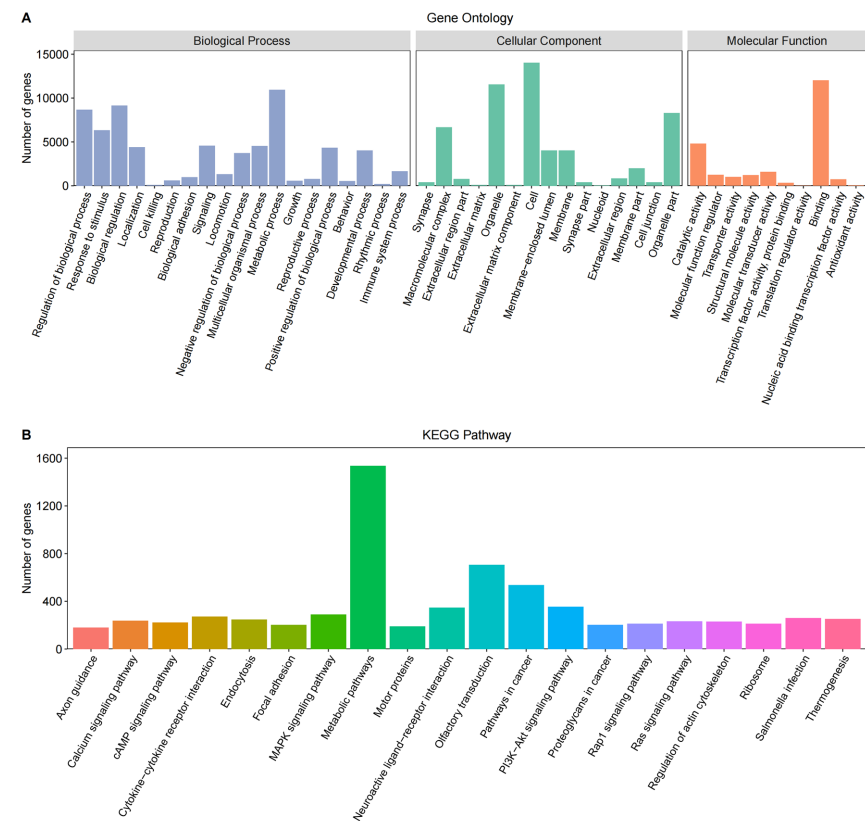 A
Gene Ontology
Biological Process
Cellular Component
Molecular Function
Number of genes
15000
10000
5000
0
Regulation of biological process
Response to stimulus
Biological regulation
Localization
Cell killing
Reproduction
Biological adhesion
Signaling
Locomotion
Negative regulation of biological process
Multicellular organismal process
Metabolic process
Growth
Reproductive process
Positive regulation of biological process
Behavior
Developmental process
Rhythmic process
Immune system process
Synapse
Macromolecular complex
Extracellular region part
Extracellular matrix
Organelle
Extracellular matrix component
Cell
Membrane−enclosed lumen
Membrane
Synapse part
Nucleoid
Extracellular region
Membrane part
Cell junction
Organelle part
Catalytic activity
Molecular function regulator
Transporter activity
Structural molecule activity
Molecular transducer activity
Transcription factor activity, protein binding
Translation regulator activity
Binding
Nucleic acid binding transcription factor activity
Antioxidant activity
B
KEGG Pathway
Number of genes
1600
1200
800
400
0
Axon guidance
Calcium signaling pathway
cAMP signaling pathway
Cytokine−cytokine receptor interaction
Endocytosis
Focal adhesion
MAPK signaling pathway
Metabolic pathways
Motor proteins
Neuroactive ligand−receptor interaction
Olfactory transduction
Pathways in cancer
PI3K−Akt signaling pathway
Proteoglycans in cancer
Rap1 signaling pathway
Ras signaling pathway
Regulation of actin cytoskeleton
Ribosome
Salmonella infection
Thermogenesis